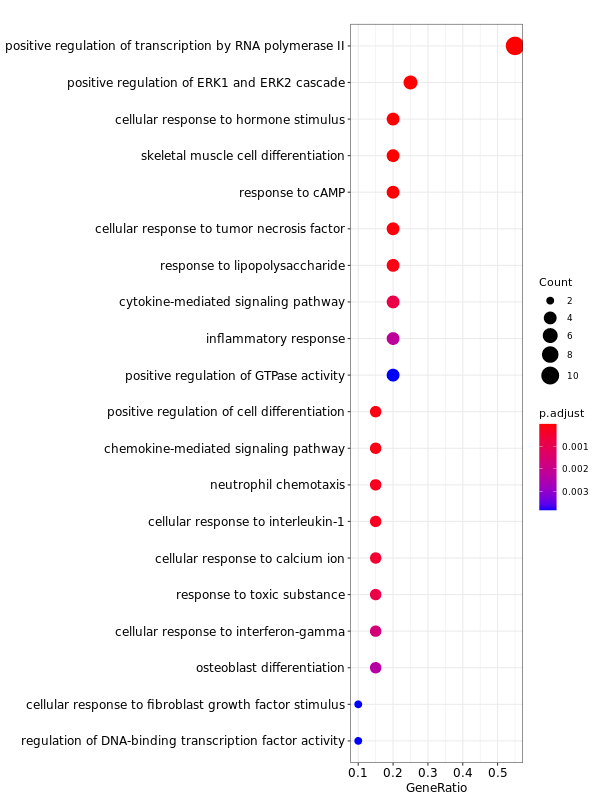 positive regulation of transcription by RNA polymerase II
positive regulation of ERK1 and ERK2 cascade
cellular response to hormone stimulus
skeletal muscle cell differentiation
response to cAMP
cellular response to tumor necrosis factor
response to lipopolysaccharide
cytokine-mediated signaling pathway
inflammatory response
positive regulation of GTPase activity
positive regulation of cell differentiation
chemokine-mediated signaling pathway
neutrophil chemotaxis
cellular response to interleukin-1
cellular response to calcium ion
response to toxic substance
cellular response to interferon-gamma
osteoblast differentiation
cellular response to fibroblast growth factor stimulus
regulation of DNA-binding transcription factor activity
0.1 0.2 0.3 0.4 0.5
GeneRatio
Count
2
4
6
8
10
p.adjust
0.001
0.002
0.003